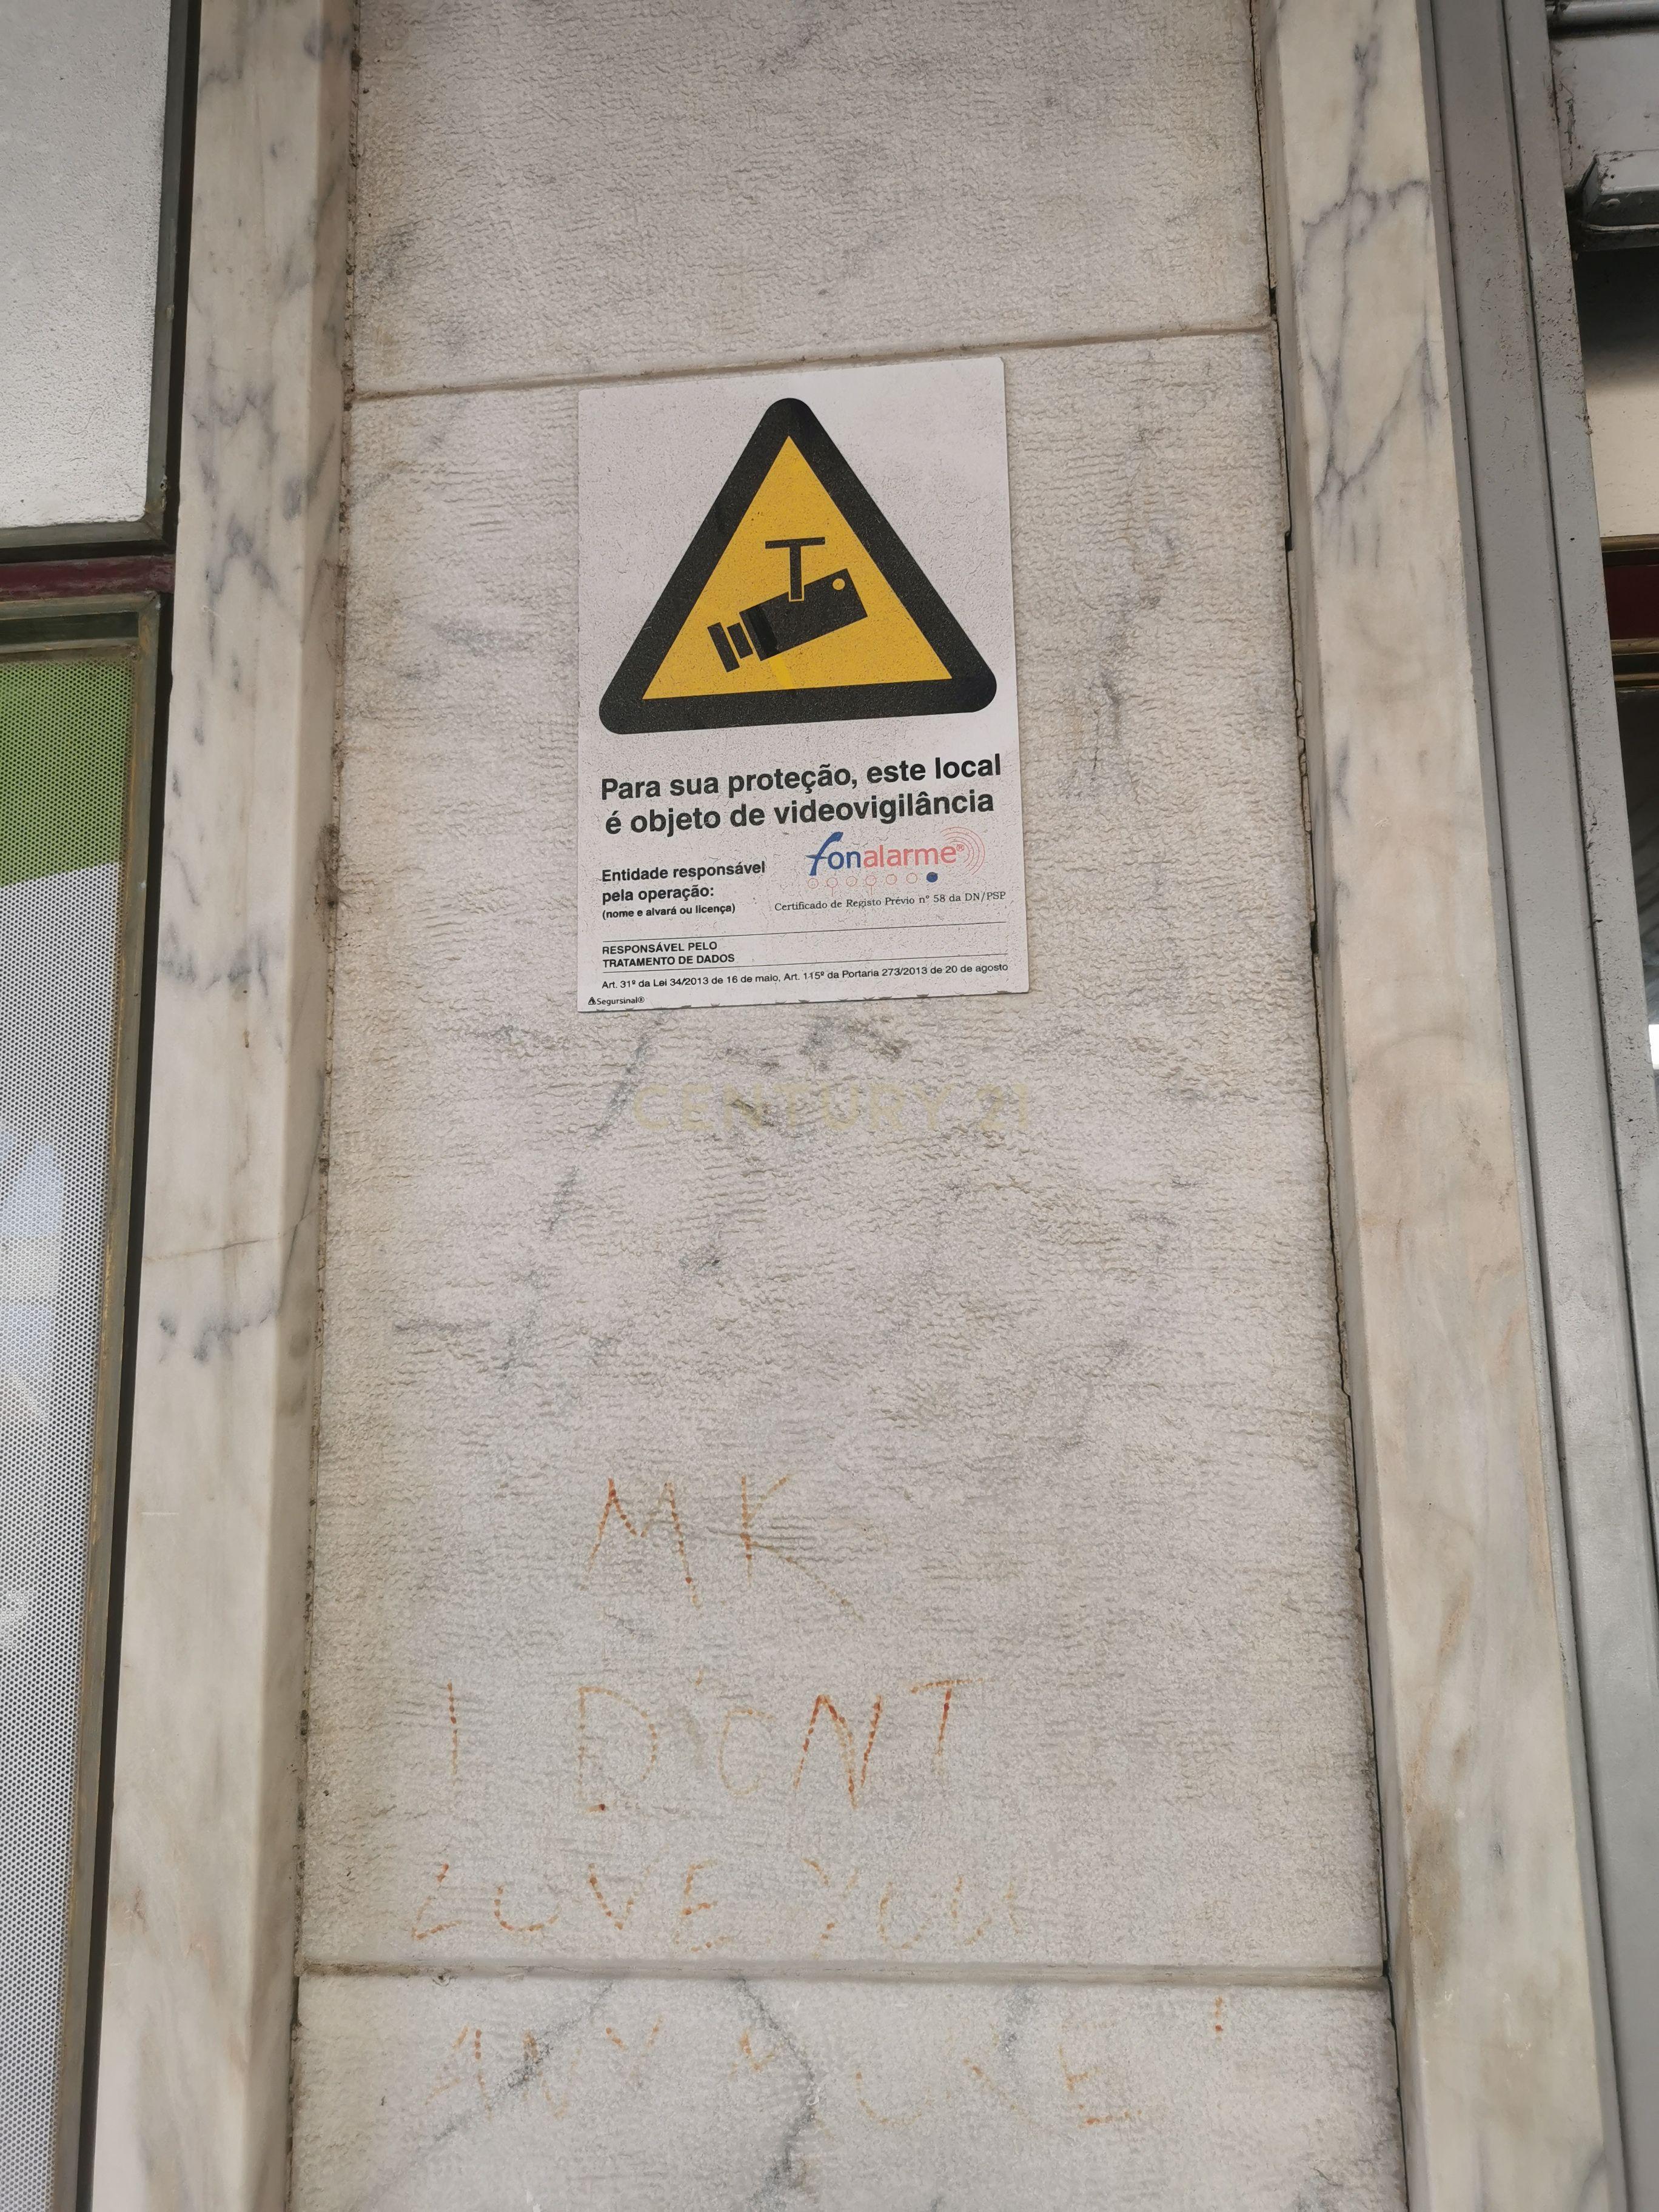 Para sua proteção, este local
é objeto de videovigilância
fonalarme®
Entidade responsável
pela operação:
(nome e alvará ou licença)
Certificado de Registo Prévio nº 58 da DN/PSP
RESPONSÁVEL PELO
TRATAMENTO DE DADOS
Art. 31º da Lei 34/2013 de 16 de maio, Art. 115º da Portaria 273/2013 de 20 de agosto
Segursinal®
CENTURY 21
MK
I DON'T
LOVE YOU
ANY MORE!